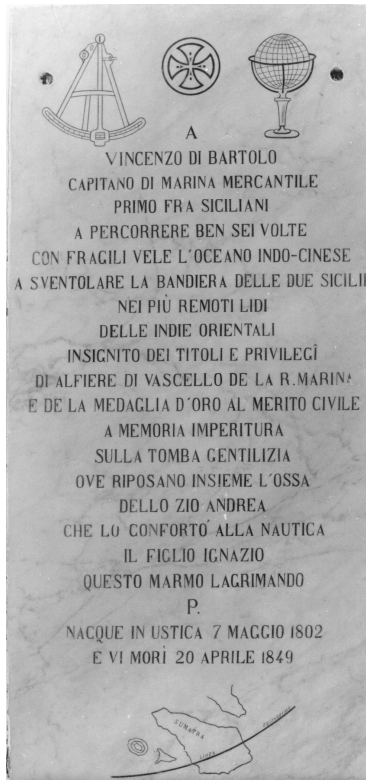 A
VINCENZO DI BARTOLO
CAPITANO DI MARINA MERCANTILE
PRIMO FRA SICILIANI
A PERCORRERE BEN SEI VOLTE
CON FRAGILI VELE L'OCEANO INDO-CINESE
A SVENTOLARE LA BANDIERA DELLE DUE SICILIE
NEI PIÙ REMOTI LIDI
DELLE INDIE ORIENTALI
INSIGNITO DEI TITOLI E PRIVILEGÎ
DI ALFIERE DI VASCELLO DE LA R. MARINA
E DE LA MEDAGLIA D'ORO AL MERITO CIVILE
A MEMORIA IMPERITURA
SULLA TOMBA GENTILIZIA
OVE RIPOSANO INSIEME L'OSSA
DELLO ZIO ANDREA
CHE LO CONFORTÒ ALLA NAUTICA
IL FIGLIO IGNAZIO
QUESTO MARMO LAGRIMANDO
P.
NACQUE IN USTICA 7 MAGGIO 1802
E VI MORÌ 20 APRILE 1849
SUMATRA
LINEA